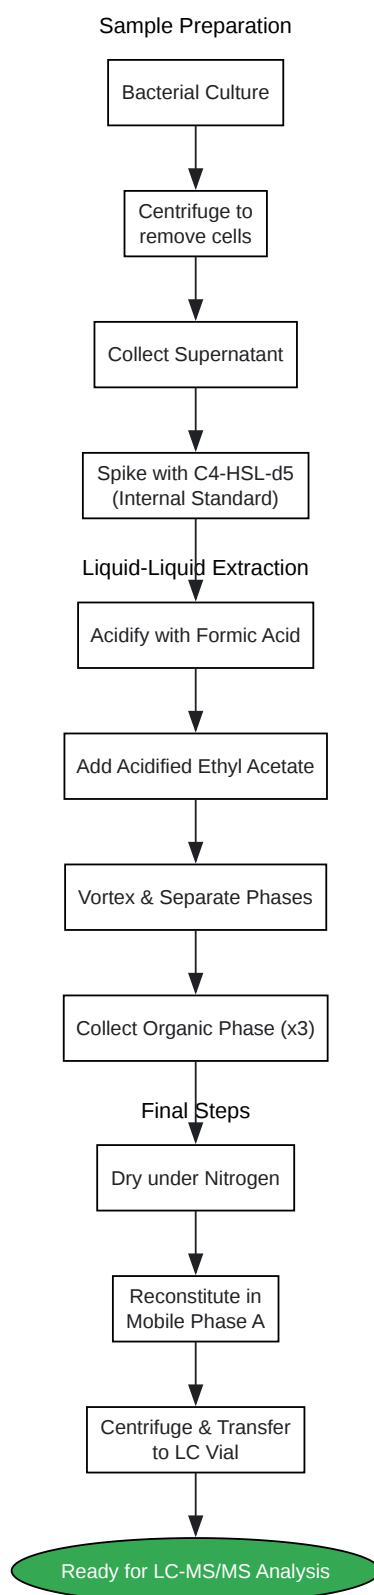 Sample Preparation
Bacterial Culture
Centrifuge to
remove cells
Collect Supernatant
Spike with C4-HSL-d5
(Internal Standard)
Liquid-Liquid Extraction
Acidify with Formic Acid
Add Acidified Ethyl Acetate
Vortex & Separate Phases
Collect Organic Phase (x3)
Final Steps
Dry under Nitrogen
Reconstitute in
Mobile Phase A
Centrifuge & Transfer
to LC Vial
Ready for LC-MS/MS Analysis